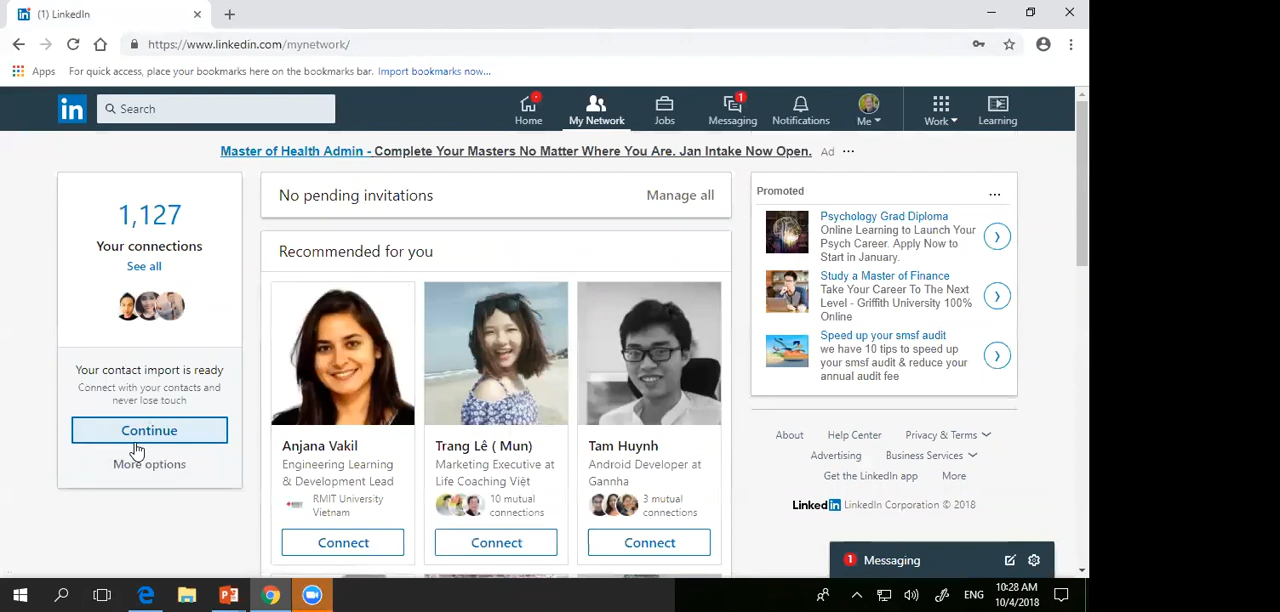 (1) LinkedIn
https://www.linkedin.com/mynetwork/
Apps For quick access, place your bookmarks here on the bookmarks bar. Import bookmarks now...
in Search
Home
My Network
Jobs
1
Messaging
Notifications
Me
Work
Learning
Master of Health Admin - Complete Your Masters No Matter Where You Are. Jan Intake Now Open. Ad ...
1,127
Your connections
See all
Your contact import is ready
Connect with your contacts and
never lose touch
Continue
More options
No pending invitations Manage all
Recommended for you
Anjana Vakil
Engineering Learning
& Development Lead
RMIT University
Vietnam
Connect
Trang Lê ( Mun)
Marketing Executive at
Life Coaching Việt
10 mutual
connections
Connect
Tam Huynh
Android Developer at
Gannha
3 mutual
connections
Connect
Promoted ...
Psychology Grad Diploma
Online Learning to Launch Your
Psych Career. Apply Now to
Start in January.
Study a Master of Finance
Take Your Career To The Next
Level - Griffith University 100%
Online
Speed up your smsf audit
we have 10 tips to speed up
your smsf audit & reduce your
annual audit fee
About Help Center Privacy & Terms
Advertising Business Services
Get the LinkedIn app More
Linkedin LinkedIn Corporation © 2018
1 Messaging
ENG
10:28 AM
10/4/2018